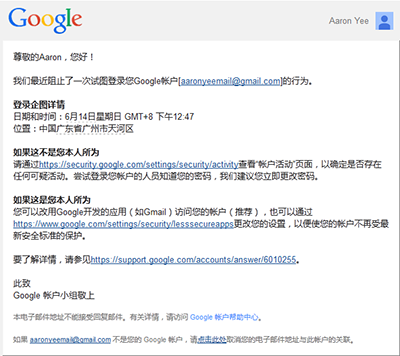 Google
Aaron Yee
尊敬的Aaron，您好！
我们最近阻止了一次试图登录您Google帐户[aaronyeemail@gmail.com]的行为。
登录企图详情
日期和时间：6月14日星期日 GMT+8 下午12:47
位置：中国广东省广州市天河区
如果这不是您本人所为
请通过https://security.google.com/settings/security/activity查看“帐户活动”页面，以确定是否存在
任何可疑活动。尝试登录您帐户的人员知道您的密码，我们建议您立即更改密码。
如果这是您本人所为
您可以改用Google开发的应用（如Gmail）访问您的帐户（推荐），也可以通过
https://www.google.com/settings/security/lesssecureapps更改您的设置，以便使您的帐户不再受最
新安全标准的保护。
要了解详情，请参见https://support.google.com/accounts/answer/6010255。
此致
Google 帐户小组敬上
本电子邮件地址不能接受回复邮件。有关详情，请访问 Google 帐户帮助中心。
如果 aaronyeemail@gmail.com 不是您的 Google 帐户，请点击此处取消您的电子邮件地址与此帐户的关联。